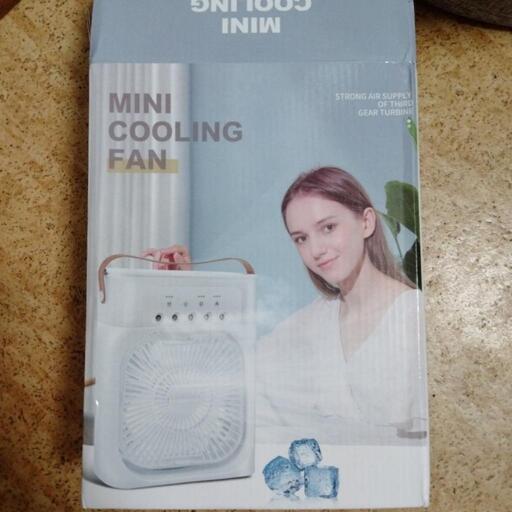 MINI
COOLING
MINI
COOLING
FAN
STRONG AIR SUPPLY
OF THIRD
GEAR TURBINE